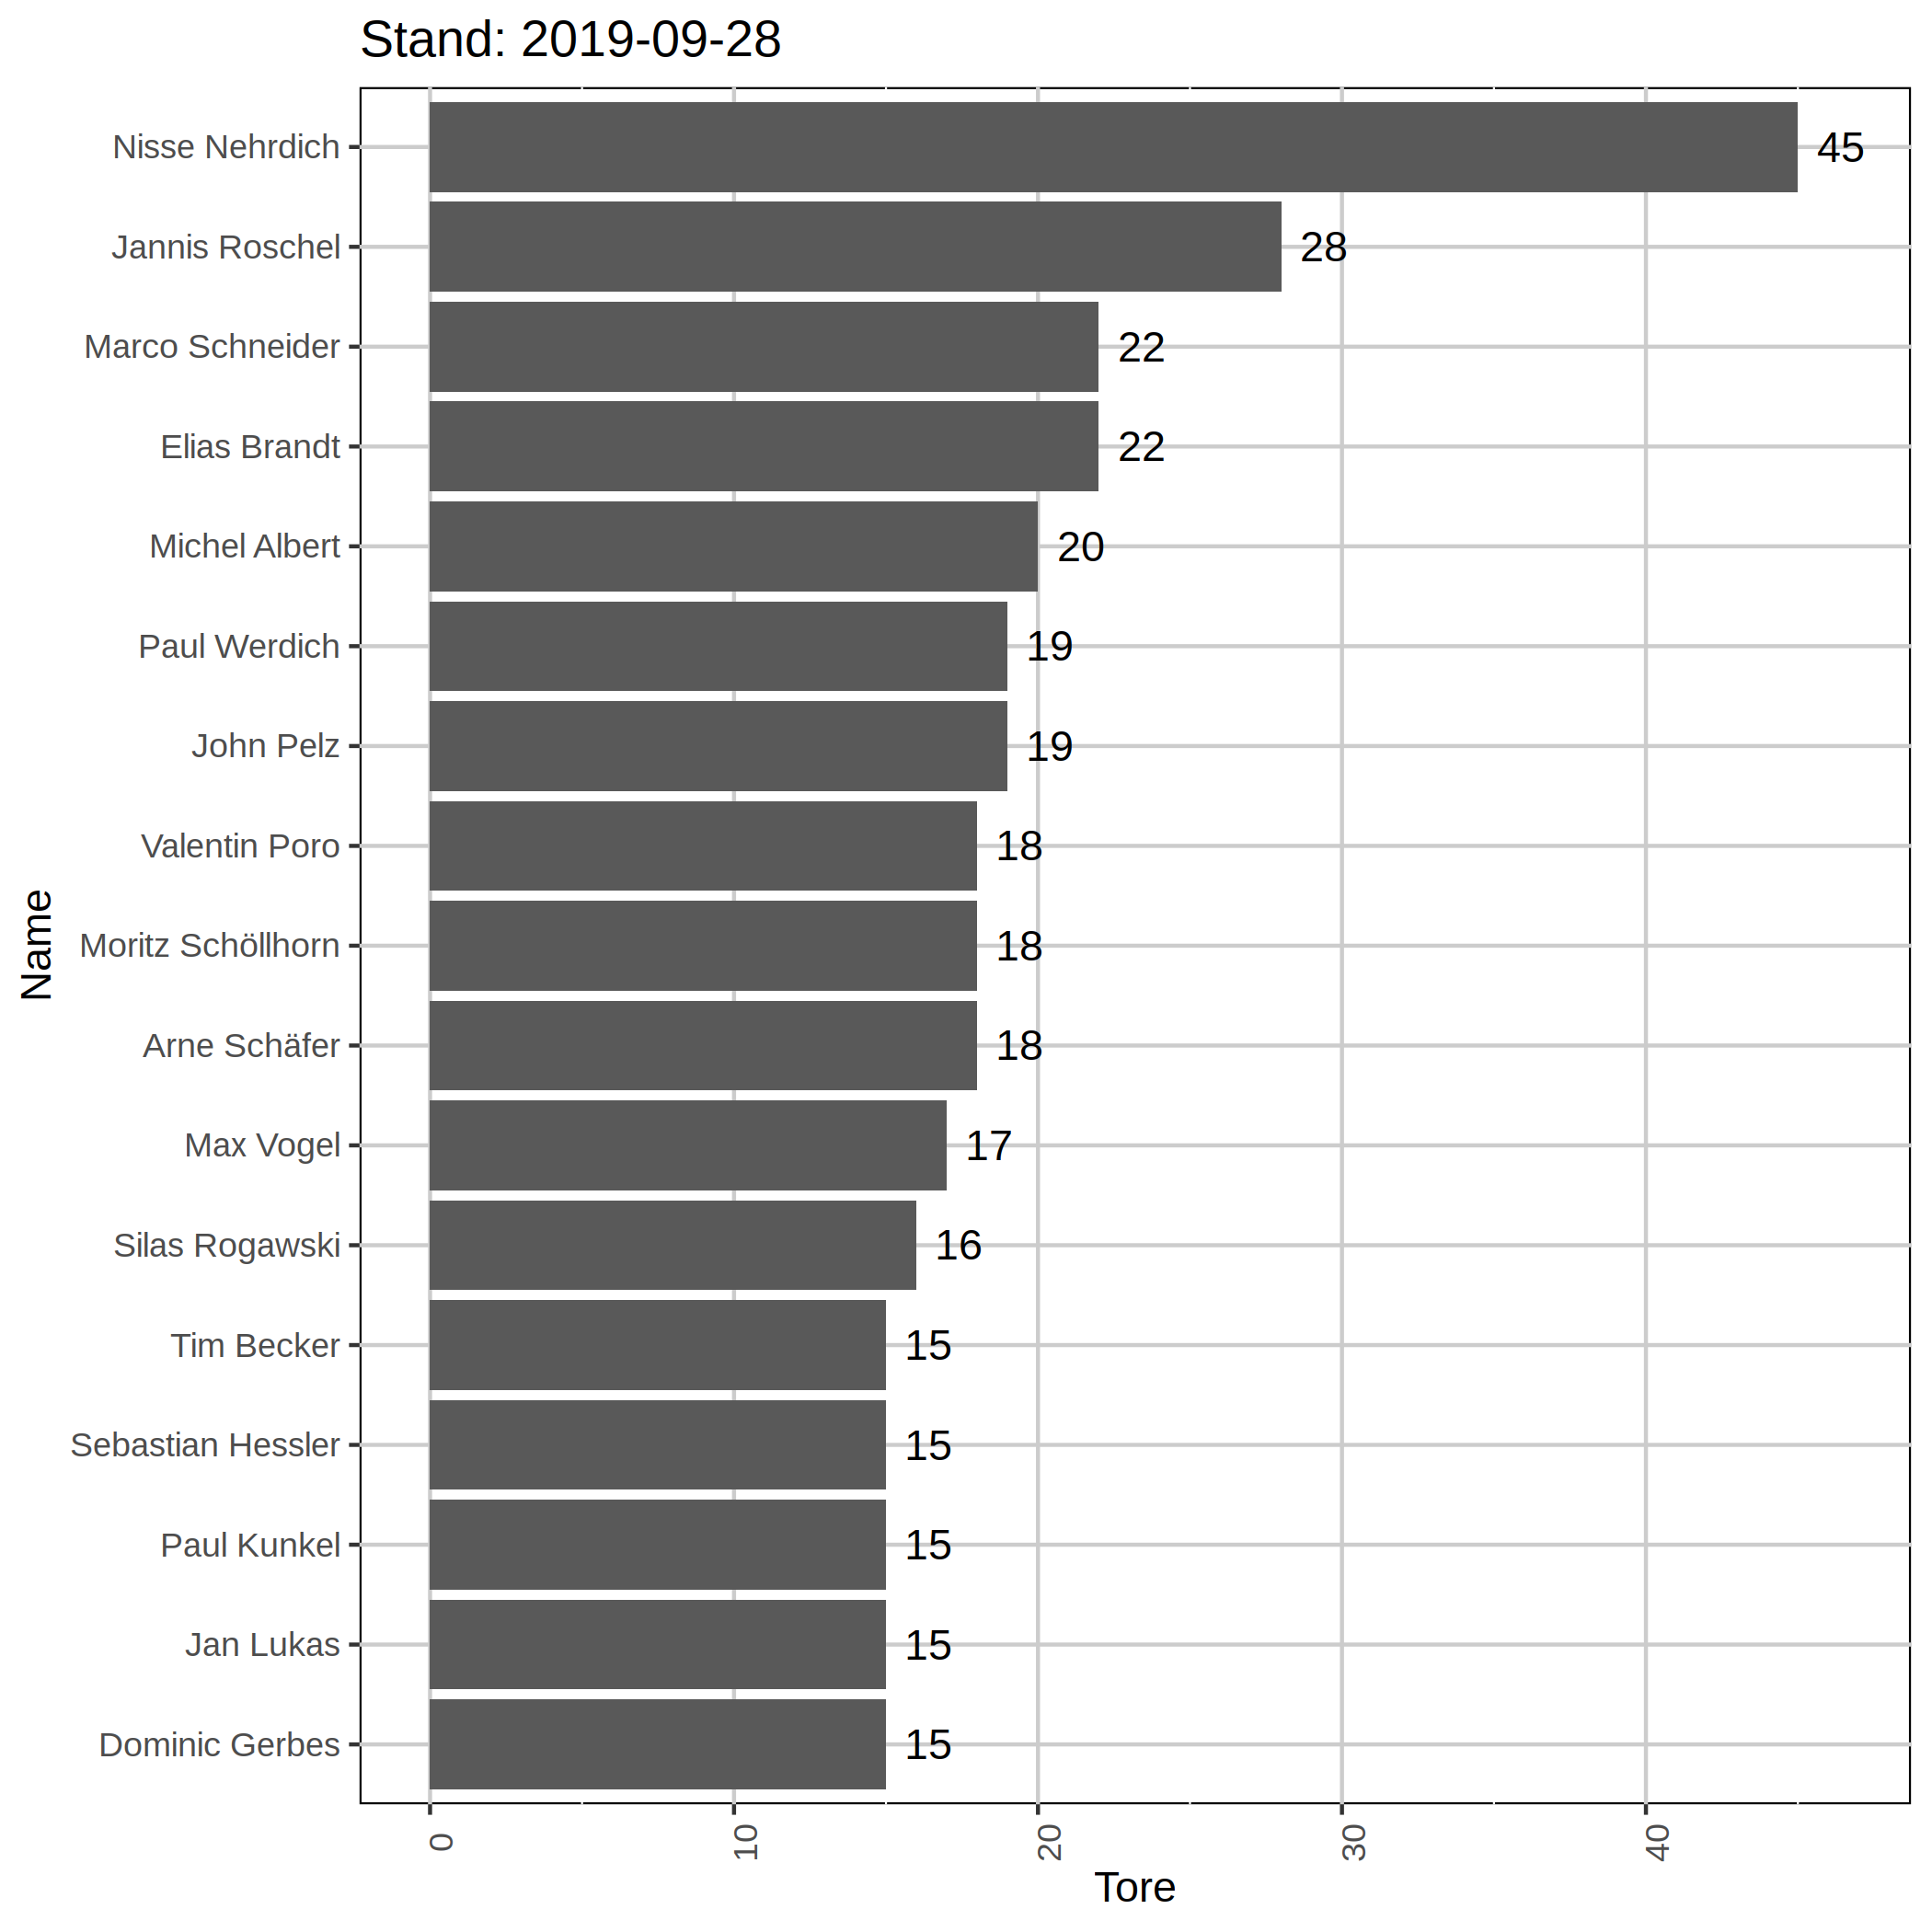 Stand: 2019-09-28
Nisse Nehrdich 45
Jannis Roschel 28
Marco Schneider 22
Elias Brandt 22
Michel Albert 20
Paul Werdich 19
John Pelz 19
Valentin Poro 18
Moritz Schöllhorn 18
Arne Schäfer 18
Max Vogel 17
Silas Rogawski 16
Tim Becker 15
Sebastian Hessler 15
Paul Kunkel 15
Jan Lukas 15
Dominic Gerbes 15
Name
0 10 20 30 40
Tore